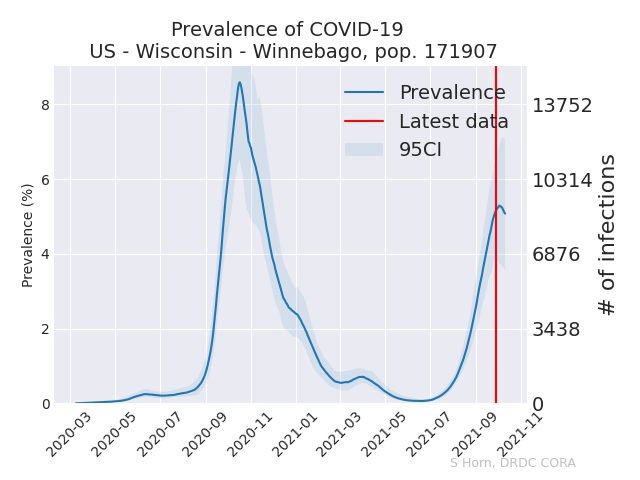 Prevalence of COVID-19
US - Wisconsin - Winnebago, pop. 171907
Prevalence
Latest data
95CI
Prevalence (%)
8
6
4
2
0
13752
10314
6876
3438
0
# of infections
2020-03
2020-05
2020-07
2020-09
2020-11
2021-01
2021-03
2021-05
2021-07
2021-09
2021-11
S Horn, DRDC CORA